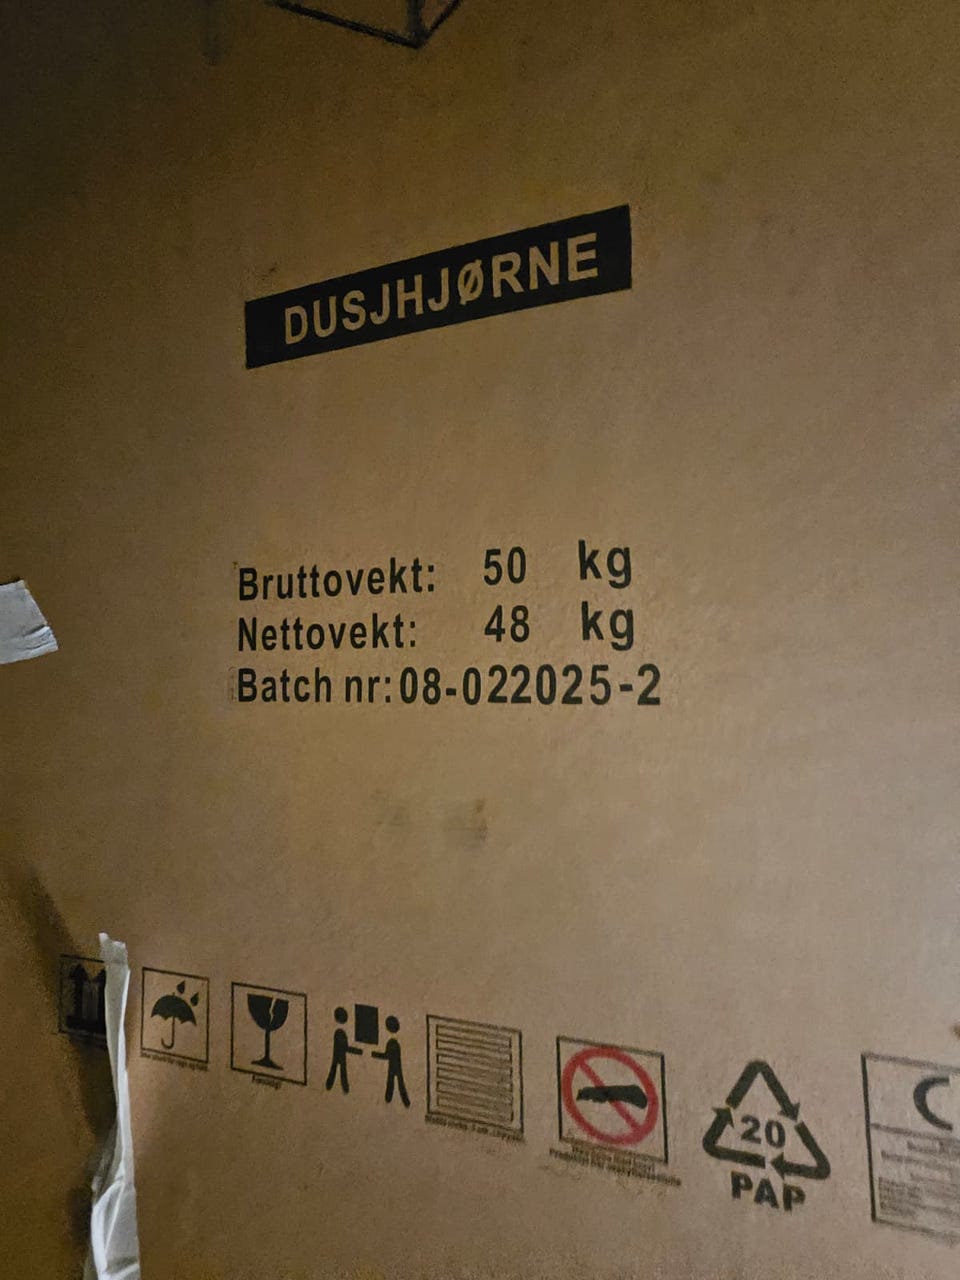 DUSJHJØRNE
Bruttovekt: 50 kg
Nettovekt: 48 kg
Batch nr:08-022025-2
20
PAP